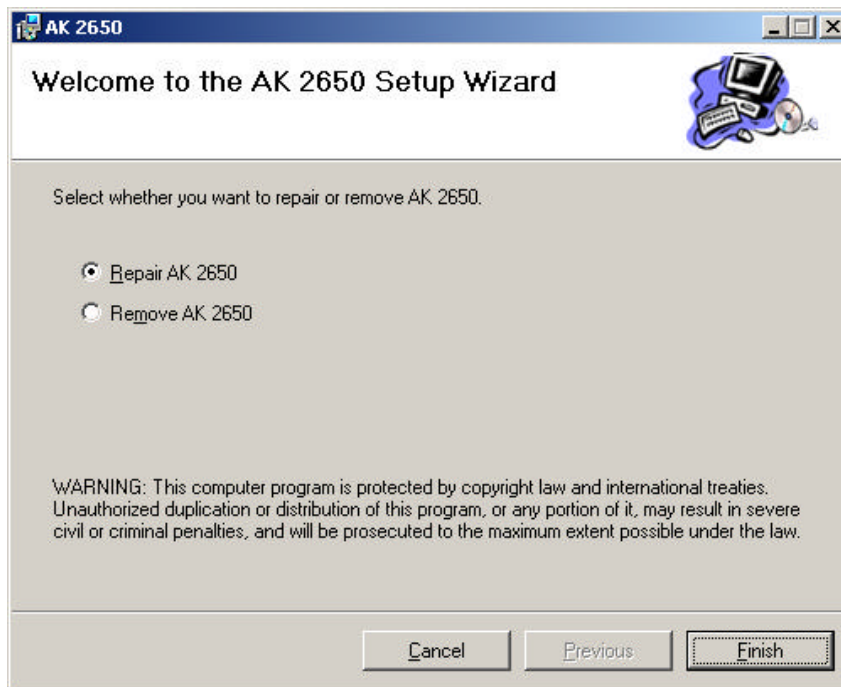 AK 2650
Welcome to the AK 2650 Setup Wizard
Select whether you want to repair or remove AK 2650.
Repair AK 2650
Remove AK 2650
WARNING: This computer program is protected by copyright law and international treaties.
Unauthorized duplication or distribution of this program, or any portion of it, may result in severe
civil or criminal penalties, and will be prosecuted to the maximum extent possible under the law.
Cancel
Previous
Finish